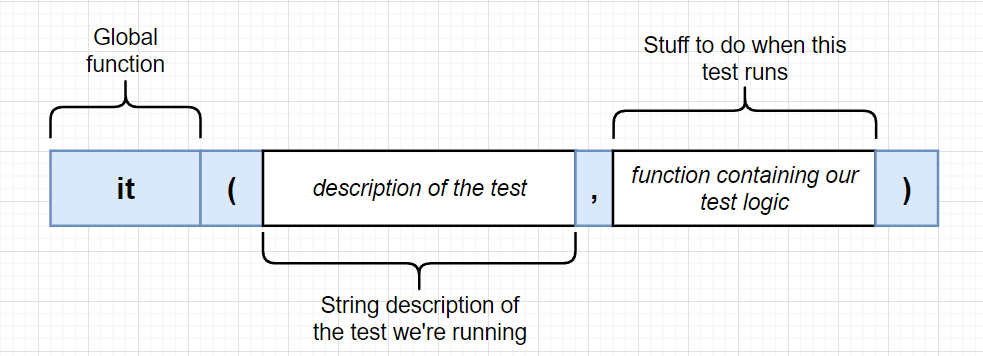 Global
function
Stuff to do when this
test runs
it ( description of the test , function containing our
test logic )
String description of
the test we're running